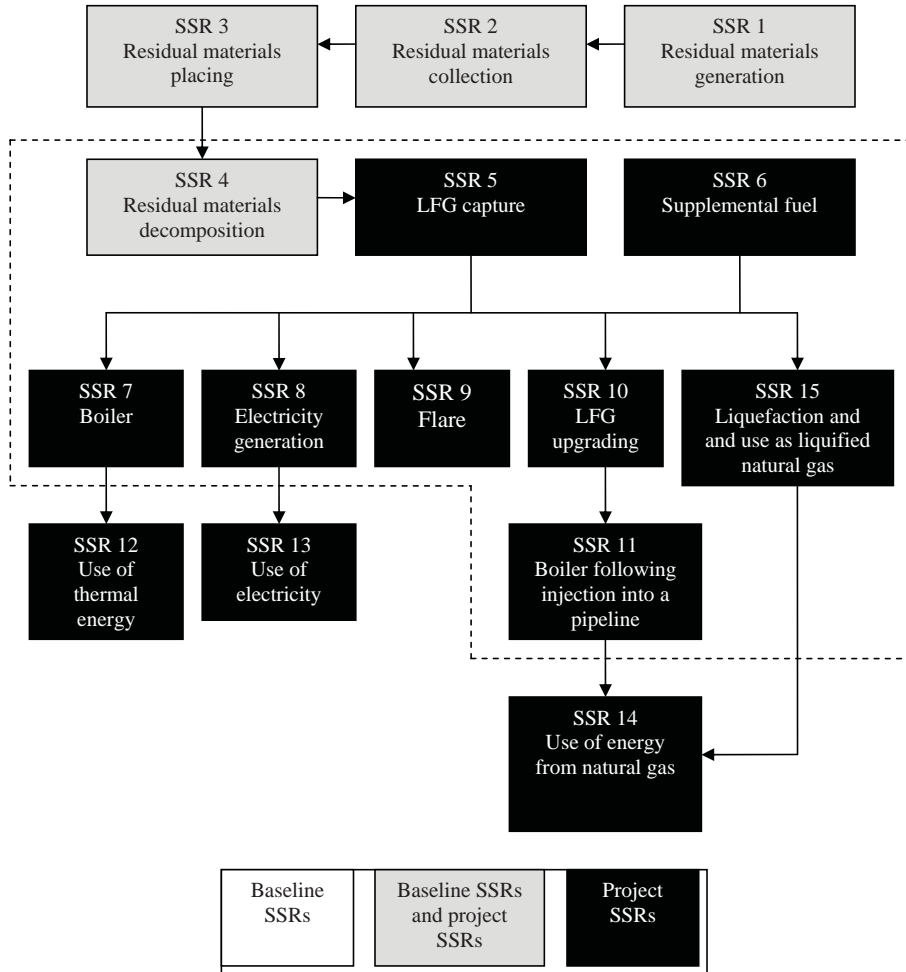 SSR 3
Residual materials
placing
SSR 2
Residual materials
collection
SSR 1
Residual materials
generation
SSR 4
Residual materials
decomposition
SSR 5
LFG capture
SSR 6
Supplemental fuel
SSR 7
Boiler
SSR 8
Electricity
generation
SSR 9
Flare
SSR 10
LFG
upgrading
SSR 15
Liquefaction and
and use as liquified
natural gas
SSR 12
Use of
thermal
energy
SSR 13
Use of
electricity
SSR 11
Boiler following
injection into a
pipeline
SSR 14
Use of energy
from natural gas
Baseline
SSRs
Baseline SSRs
and project
SSRs
Project
SSRs